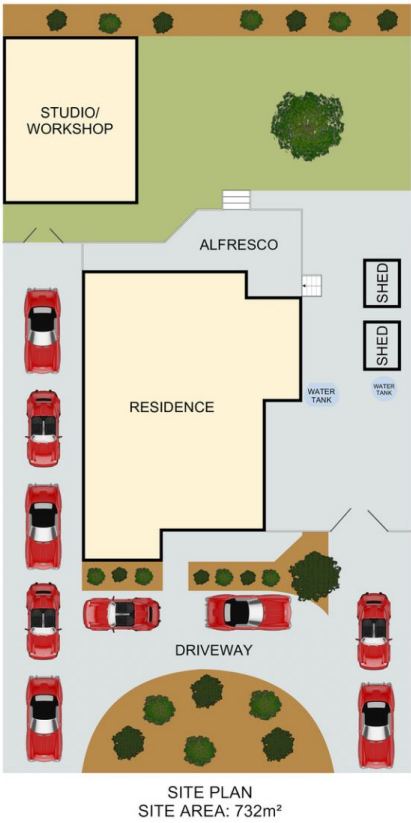 STUDIO/
WORKSHOP
ALFRESCO
SHED
SHED
RESIDENCE
WATER
TANK
WATER
TANK
DRIVEWAY
SITE PLAN
SITE AREA: 732m²